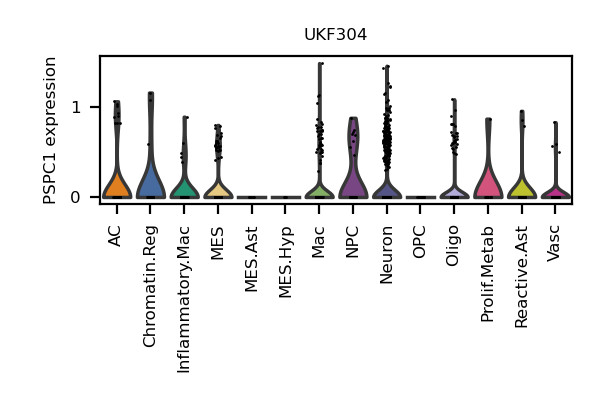 UKF304
PSPC1 expression
1
0
AC
Chromatin.Reg
Inflammatory.Mac
MES
MES.Ast
MES.Hyp
Mac
NPC
Neuron
OPC
Oligo
Prolif.Metab
Reactive.Ast
Vasc